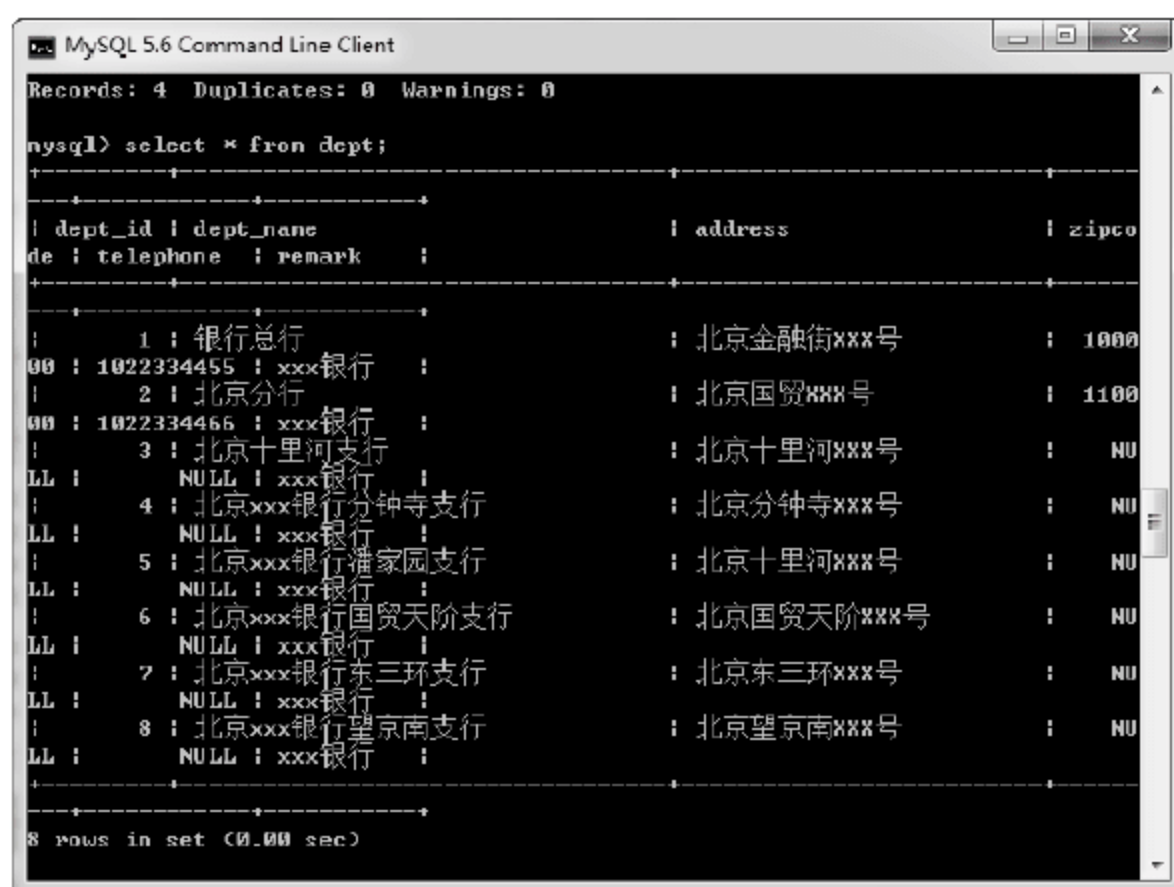 MySQL 5.6 Command Line Client
Records: 4  Duplicates: 0  Warnings: 0
mysql> select * from dept;
+---------+------------------------------------+---------------------------+------
---+------------+-----------+
| dept_id | dept_name | address | zipco
de | telephone | remark |
+---------+------------------------------------+---------------------------+------
---+------------+-----------+
| 1 | 银行总行 | 北京金融街xxx号 | 1000
00 | 1022334455 | xxx银行 |
| 2 | 北京分行 | 北京国贸xxx号 | 1100
00 | 1022334466 | xxx银行 |
| 3 | 北京十里河支行 | 北京十里河xxx号 | NU
LL | NULL | xxx银行 |
| 4 | 北京xxx银行分钟寺支行 | 北京分钟寺xxx号 | NU
LL | NULL | xxx银行 |
| 5 | 北京xxx银行潘家园支行 | 北京十里河xxx号 | NU
LL | NULL | xxx银行 |
| 6 | 北京xxx银行国贸天阶支行 | 北京国贸天阶xxx号 | NU
LL | NULL | xxx银行 |
| 7 | 北京xxx银行东三环支行 | 北京东三环xxx号 | NU
LL | NULL | xxx银行 |
| 8 | 北京xxx银行望京南支行 | 北京望京南xxx号 | NU
LL | NULL | xxx银行 |
+---------+------------------------------------+---------------------------+------
---+------------+-----------+
8 rows in set (0.00 sec)